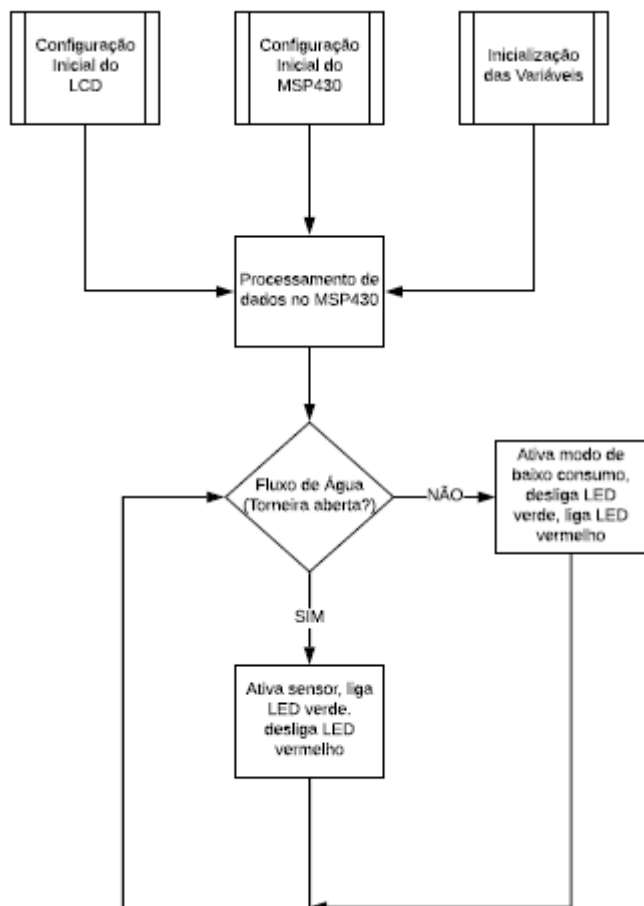 Configuração
Inicial do
LCD
Configuração
Inicial do
MSP430
Inicialização
das Variáveis
Processamento de
dados no MSP430
Fluxo de Água
(Torneira aberta?)
NÃO
Ativa modo de
baixo consumo,
desliga LED
verde, liga LED
vermelho
SIM
Ativa sensor, liga
LED verde.
desliga LED
vermelho